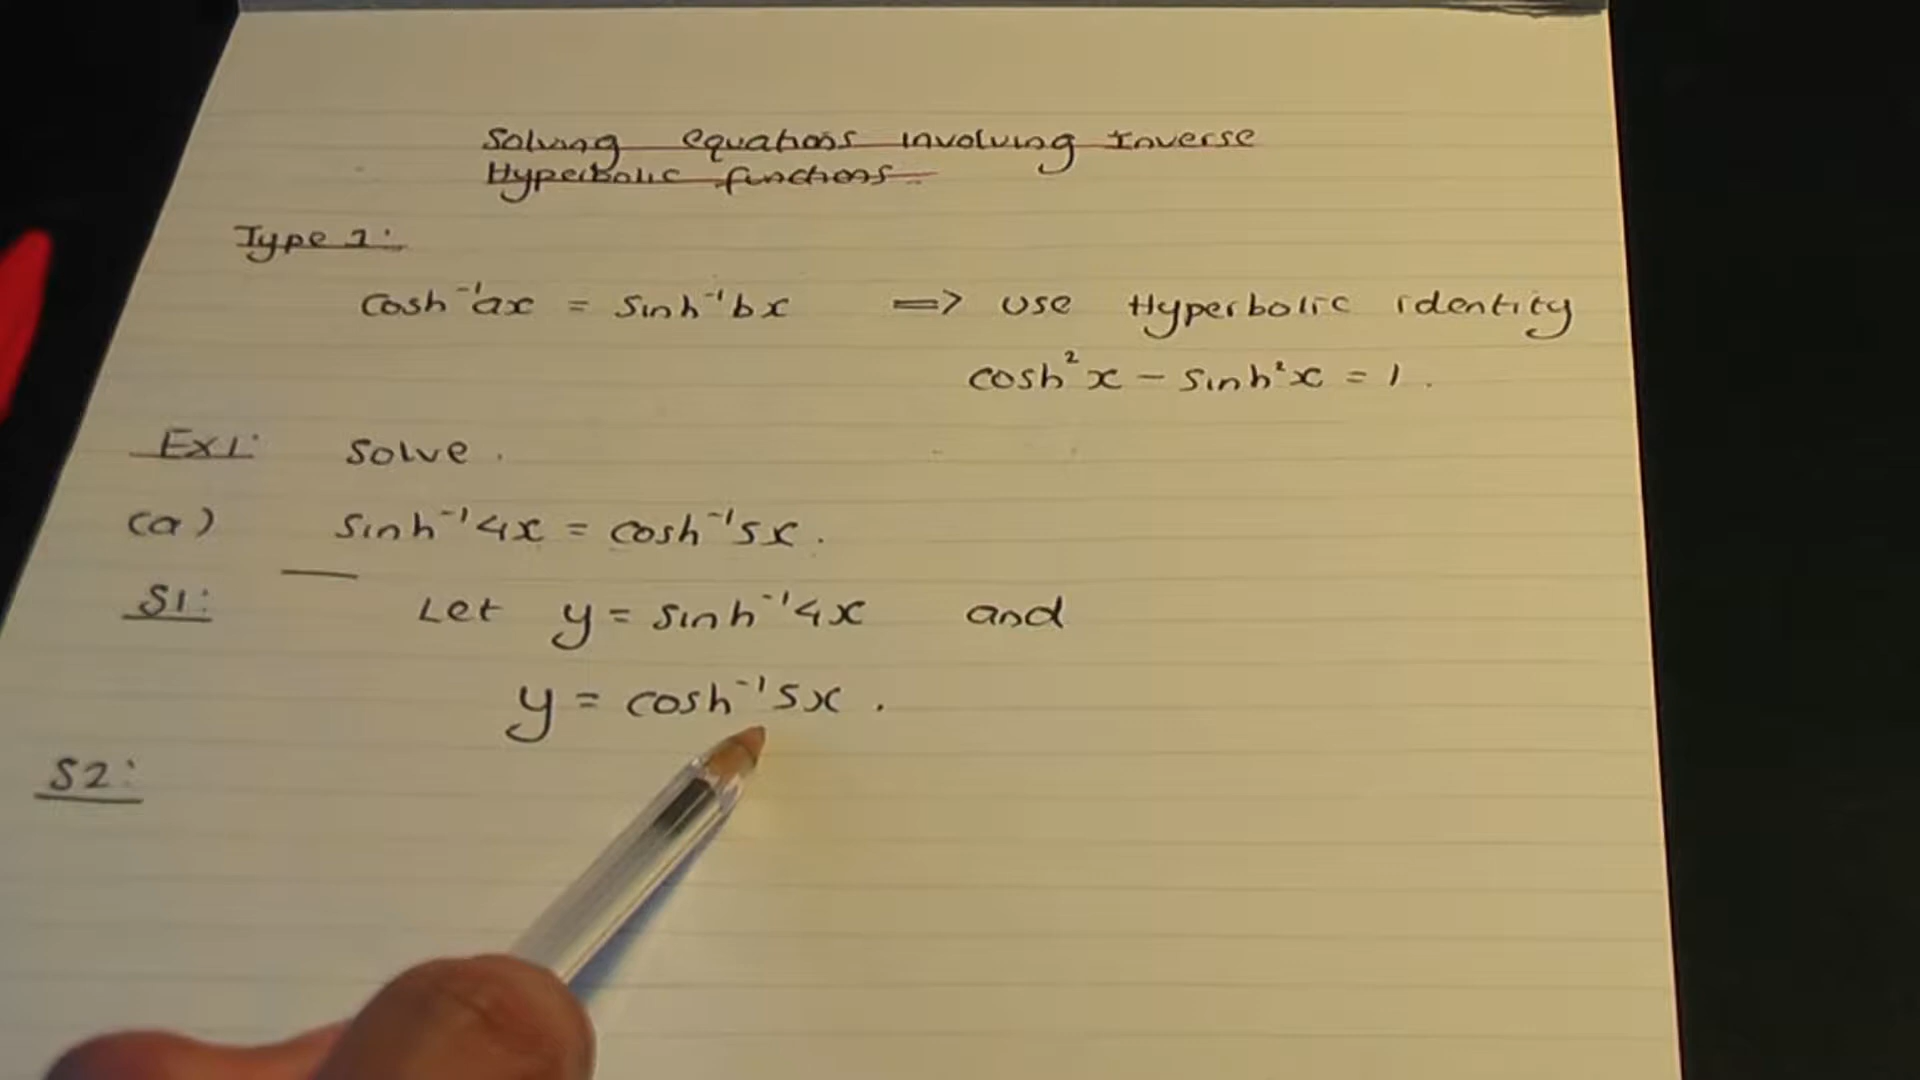 Solving equations involving Inverse
Hyperbolic functions.
Type 1:
cosh⁻¹ax = sinh⁻¹bx ⟹ use Hyperbolic identity
cosh²x - sinh²x = 1.
Ex1: Solve.
(a) sinh⁻¹4x = cosh⁻¹5x.
S1: Let y = sinh⁻¹4x and
y = cosh⁻¹5x.
S2: